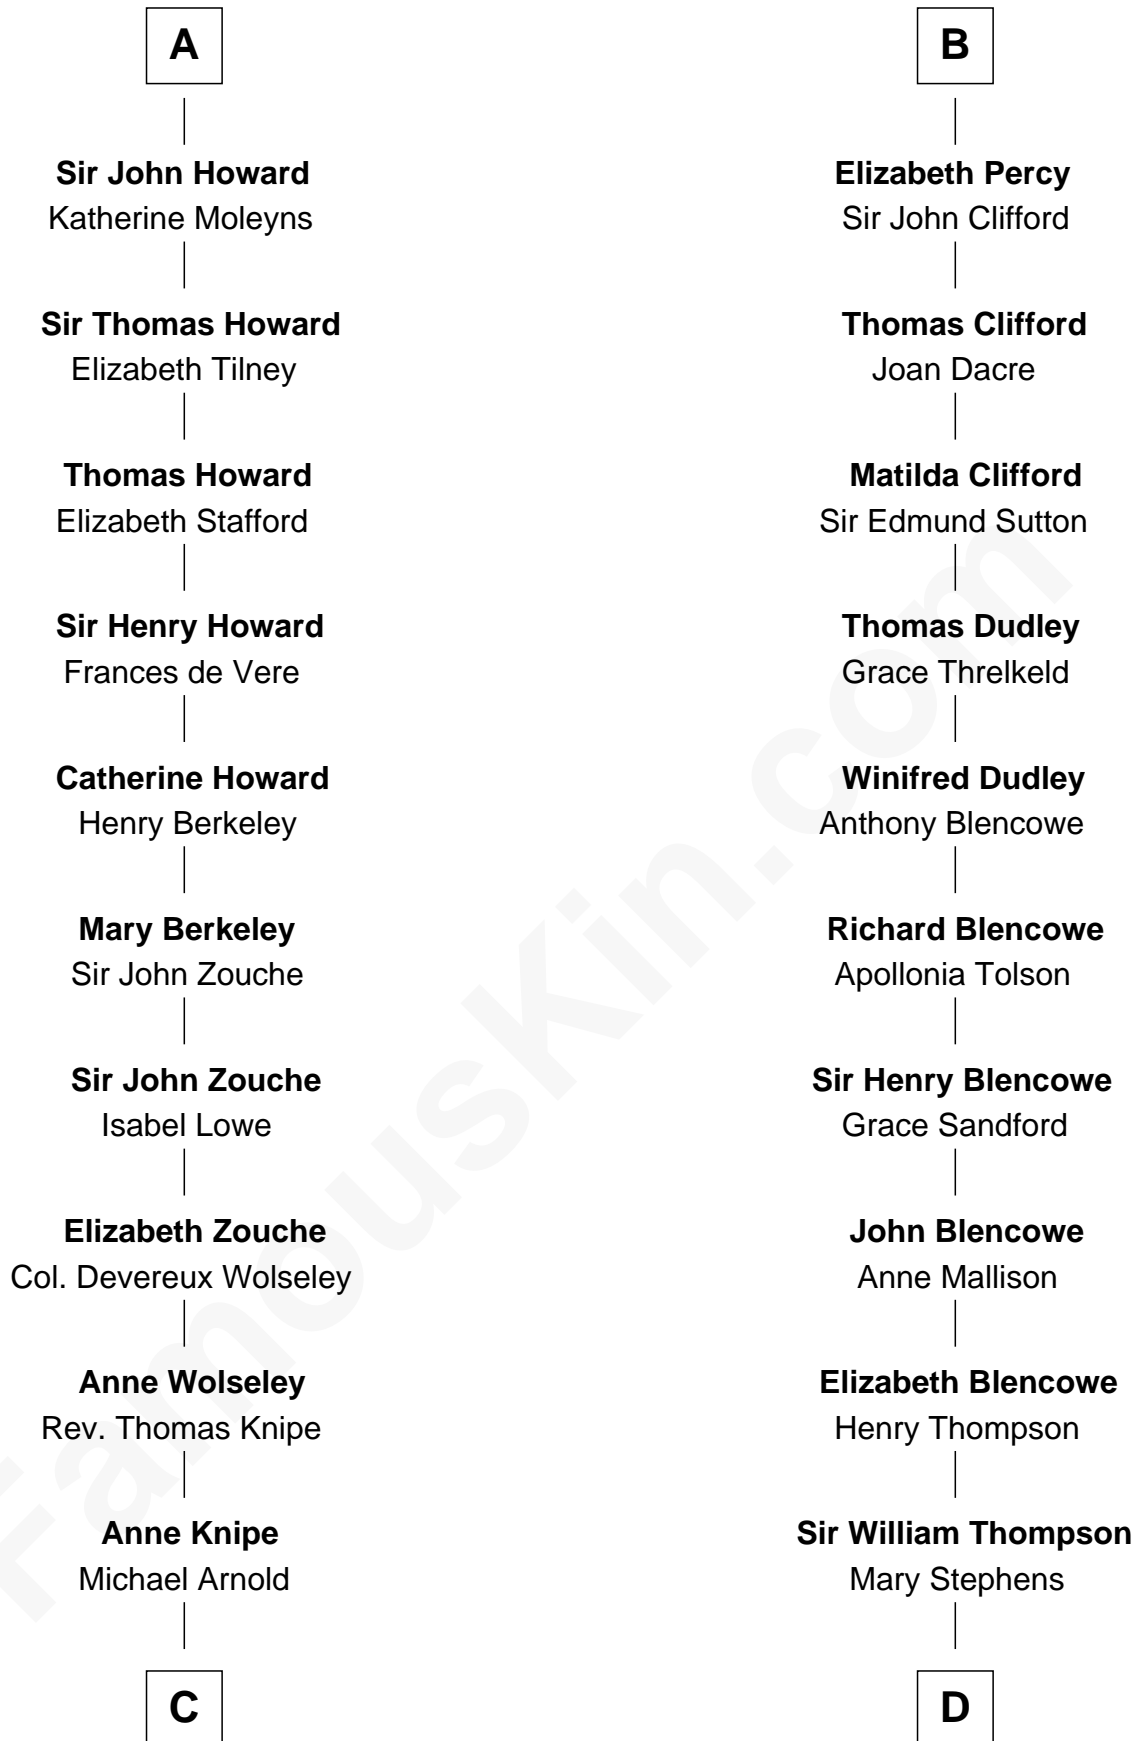 A
Sir John Howard
Katherine Moleyns
Sir Thomas Howard
Elizabeth Tilney
Thomas Howard
Elizabeth Stafford
Sir Henry Howard
Frances de Vere
Catherine Howard
Henry Berkeley
Mary Berkeley
Sir John Zouche
Sir John Zouche
Isabel Lowe
Elizabeth Zouche
Col. Devereux Wolseley
Anne Wolseley
Rev. Thomas Knipe
Anne Knipe
Michael Arnold
C
B
Elizabeth Percy
Sir John Clifford
Thomas Clifford
Joan Dacre
Matilda Clifford
Sir Edmund Sutton
Thomas Dudley
Grace Threlkeld
Winifred Dudley
Anthony Blencowe
Richard Blencowe
Apollonia Tolson
Sir Henry Blencowe
Grace Sandford
John Blencowe
Anne Mallison
Elizabeth Blencowe
Henry Thompson
Sir William Thompson
Mary Stephens
D
FamousKin.com